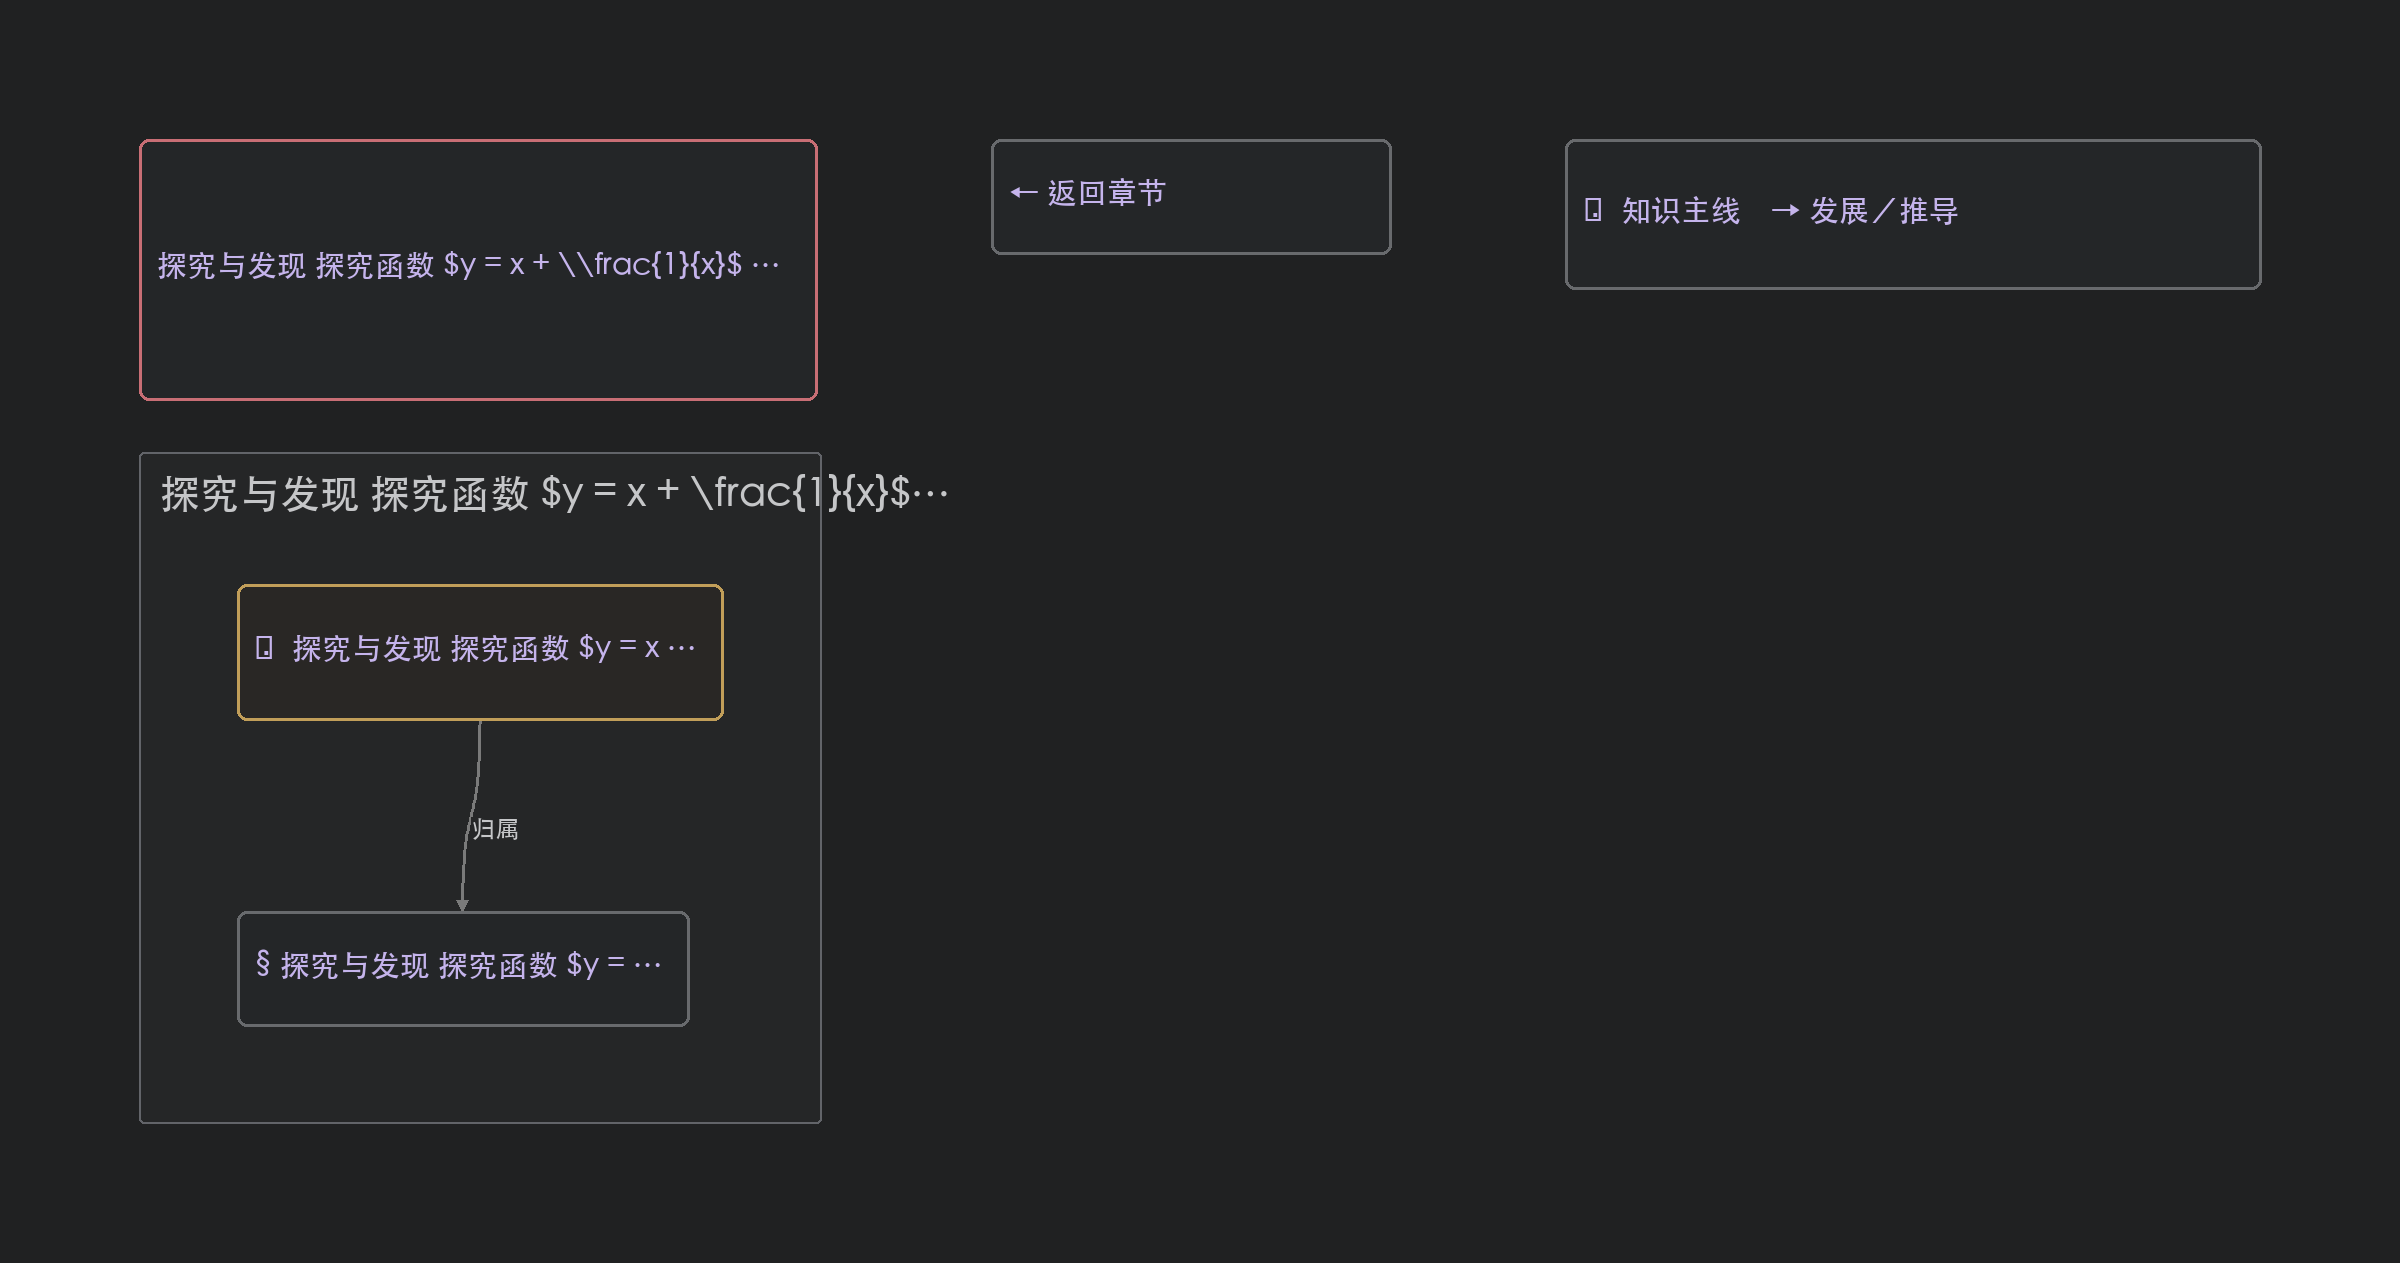 探究与发现 探究函数 $y = x + \\frac{1}{x}$ …
← 返回章节
知识主线 → 发展／推导
探究与发现 探究函数 $y = x + \frac{1}{x}$…
探究与发现 探究函数 $y = x …
归属
§ 探究与发现 探究函数 $y = …